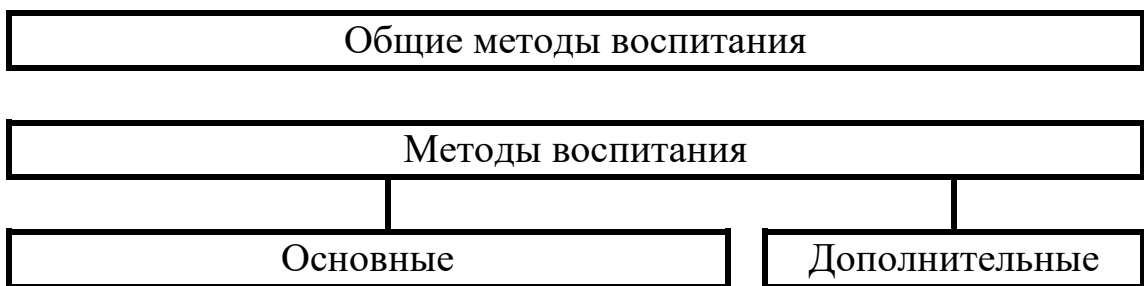 Общие методы воспитания
Методы воспитания
Основные
Дополнительные